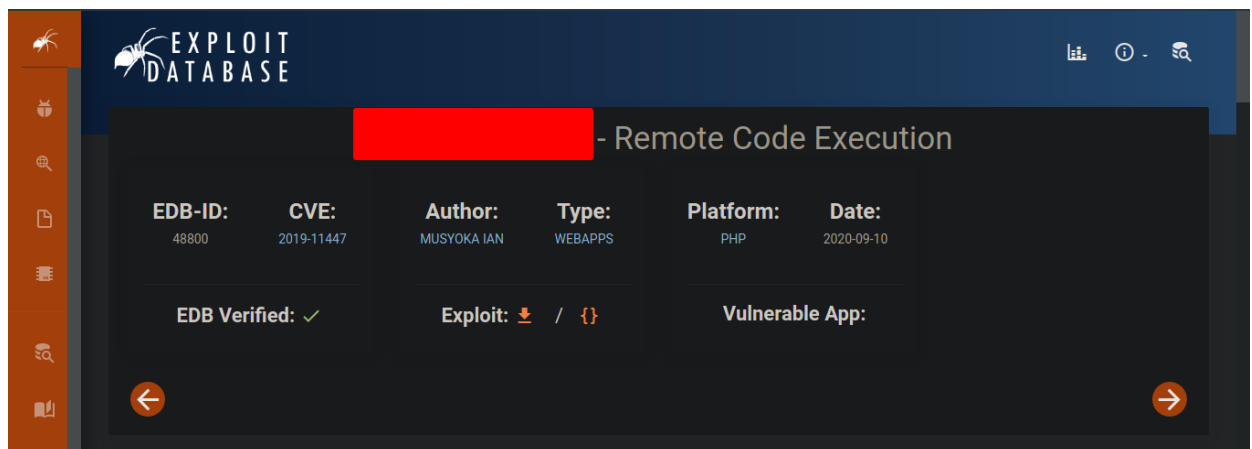 EXPLOIT
DATABASE
- Remote Code Execution
EDB-ID: CVE: Author: Type: Platform: Date:
48800 2019-11447 MUSYOKA IAN WEBAPPS PHP 2020-09-10
EDB Verified: ✓ Exploit: / {} Vulnerable App: